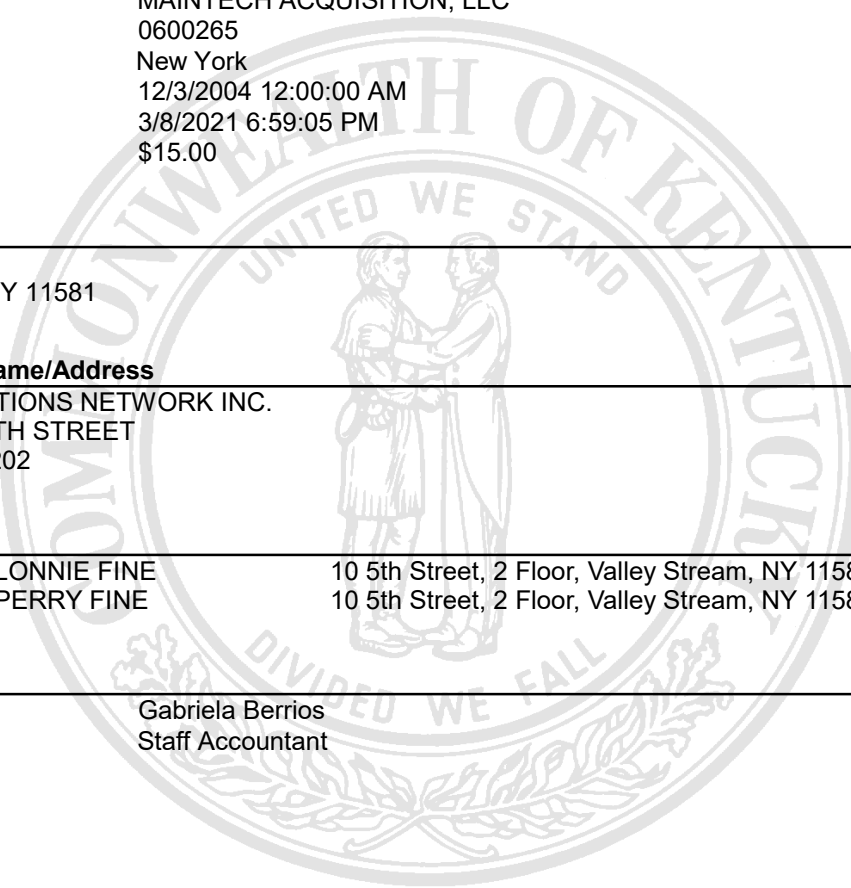 MAINTECH ACQUISITION, LLC
0600265
New York
12/3/2004 12:00:00 AM
3/8/2021 6:59:05 PM
$15.00
COMMONWEALTH OF KENTUCKY
UNITED WE STAND
Y 11581
ame/Address
TIONS NETWORK INC.
TH STREET
202
LONNIE FINE 10 5th Street, 2 Floor, Valley Stream, NY 1158
PERRY FINE 10 5th Street, 2 Floor, Valley Stream, NY 1158
DIVIDED WE FALL
Gabriela Berrios
Staff Accountant